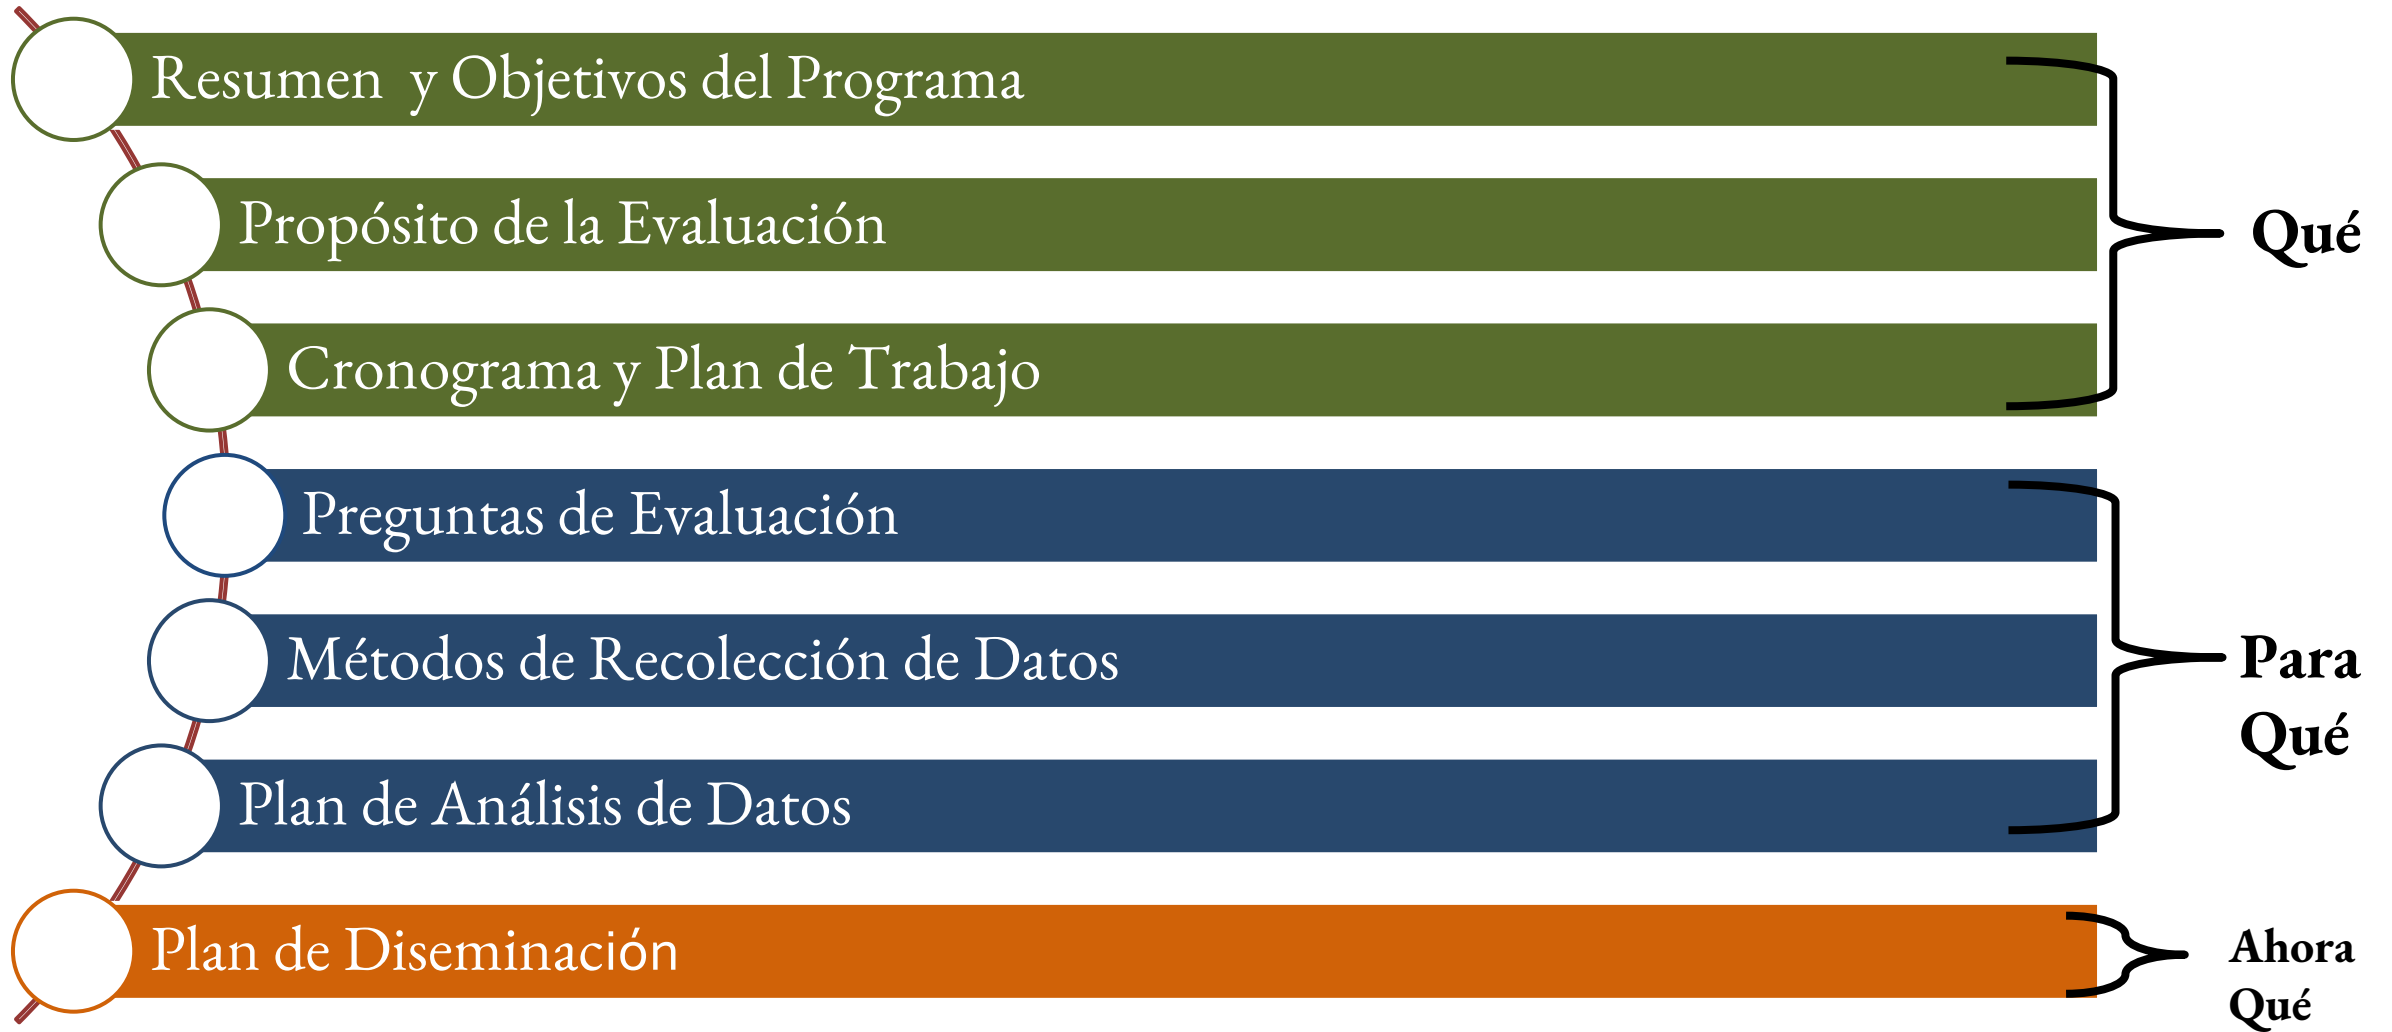 Resumen y Objetivos del Programa
Propósito de la Evaluación
Cronograma y Plan de Trabajo
Qué
Preguntas de Evaluación
Métodos de Recolección de Datos
Plan de Análisis de Datos
Para
Qué
Plan de Diseminación
Ahora
Qué